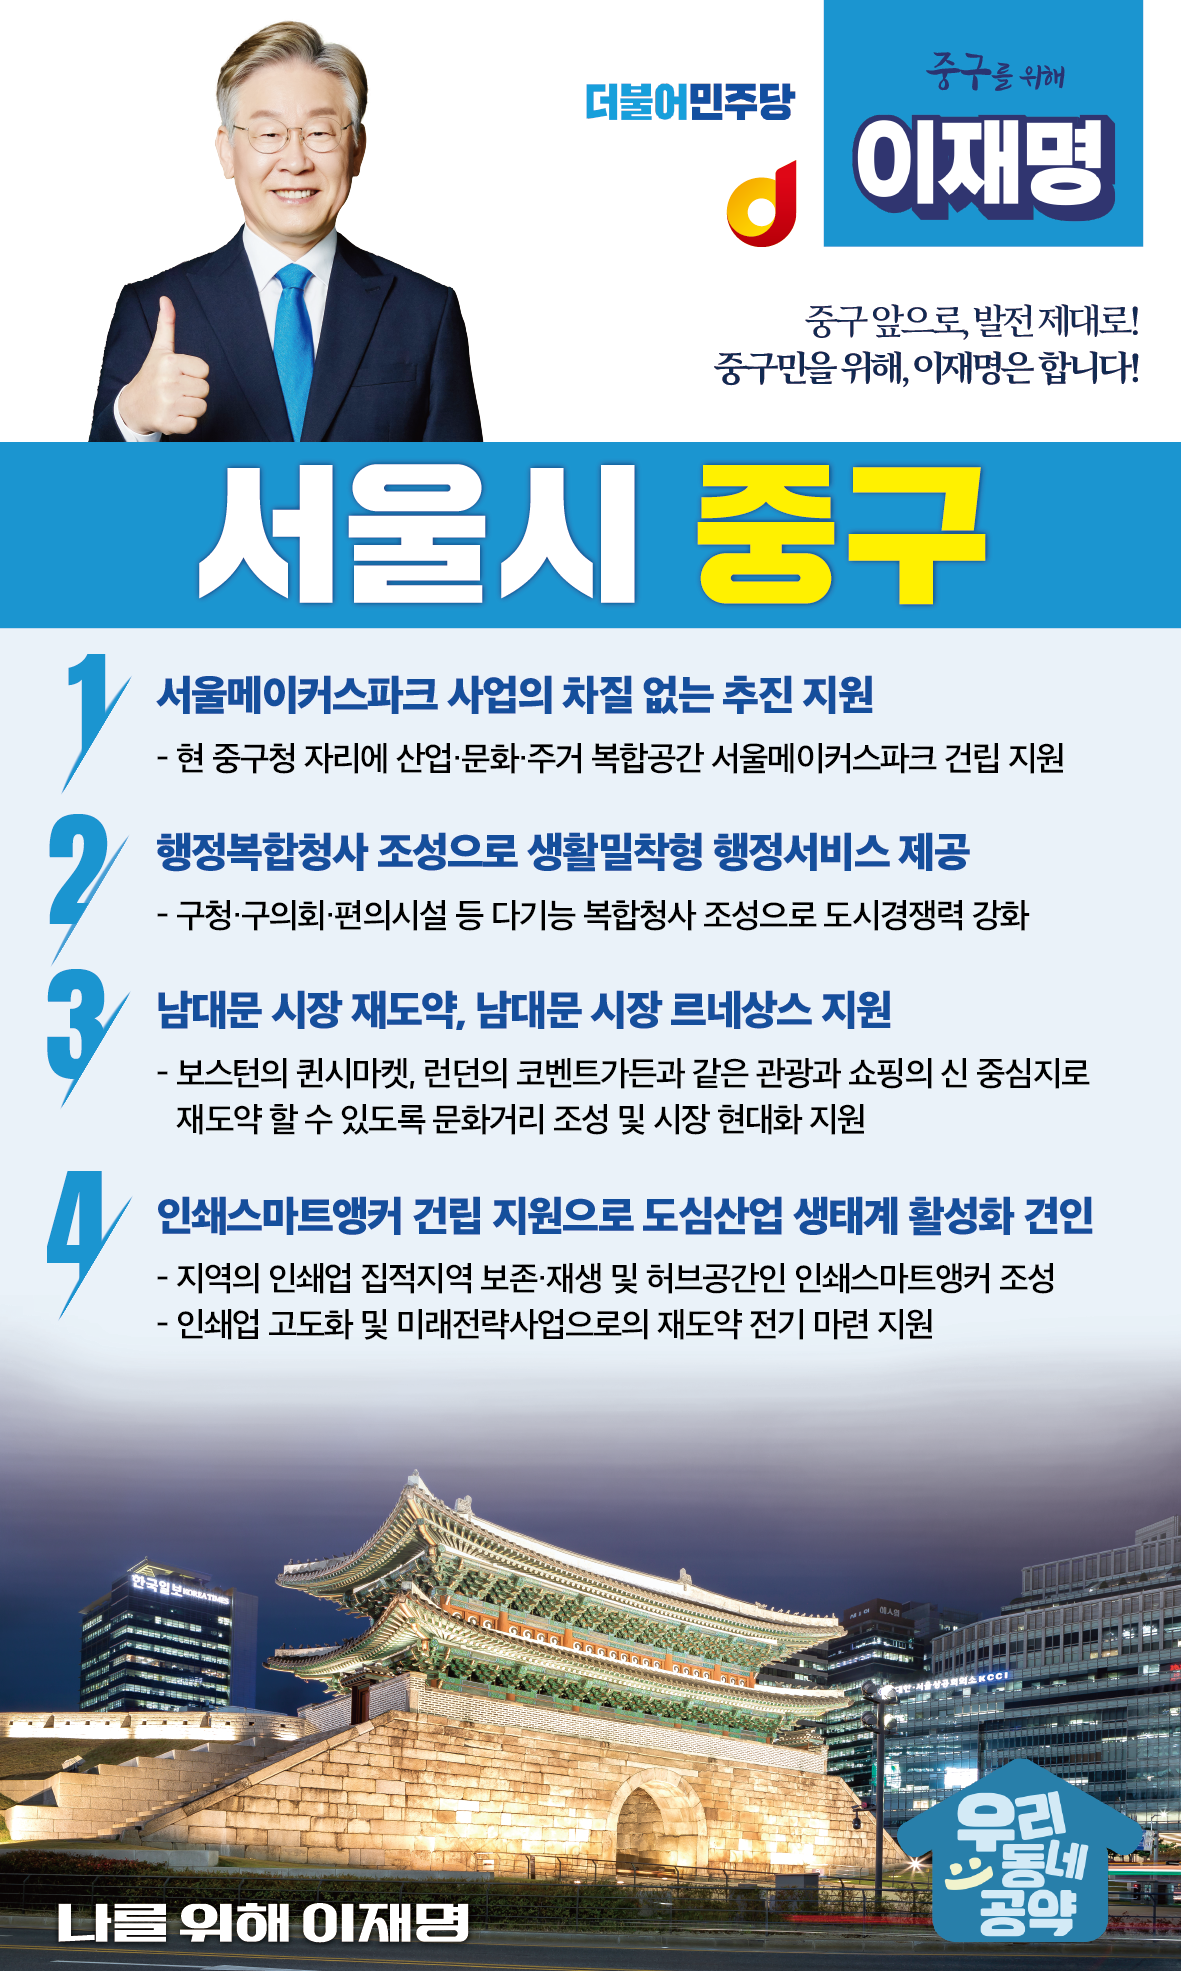 더불어민주당
중구를 위해
이재명
중구 앞으로, 발전 제대로!
중구민을 위해, 이재명은 합니다!
서울시 중구
1 서울메이커스파크 사업의 차질 없는 추진 지원
- 현 중구청 자리에 산업·문화·주거 복합공간 서울메이커스파크 건립 지원
2 행정복합청사 조성으로 생활밀착형 행정서비스 제공
- 구청·구의회·편의시설 등 다기능 복합청사 조성으로 도시경쟁력 강화
3 남대문 시장 재도약, 남대문 시장 르네상스 지원
- 보스턴의 퀸시마켓, 런던의 코벤트가든과 같은 관광과 쇼핑의 신 중심지로
재도약 할 수 있도록 문화거리 조성 및 시장 현대화 지원
4 인쇄스마트앵커 건립 지원으로 도심산업 생태계 활성화 견인
- 지역의 인쇄업 집적지역 보존·재생 및 허브공간인 인쇄스마트앵커 조성
- 인쇄업 고도화 및 미래전략사업으로의 재도약 전기 마련 지원
한국일보 KOREA TIMES
대한·서울상공회의소 KCCI
우리
동네
공약
나를 위해 이재명